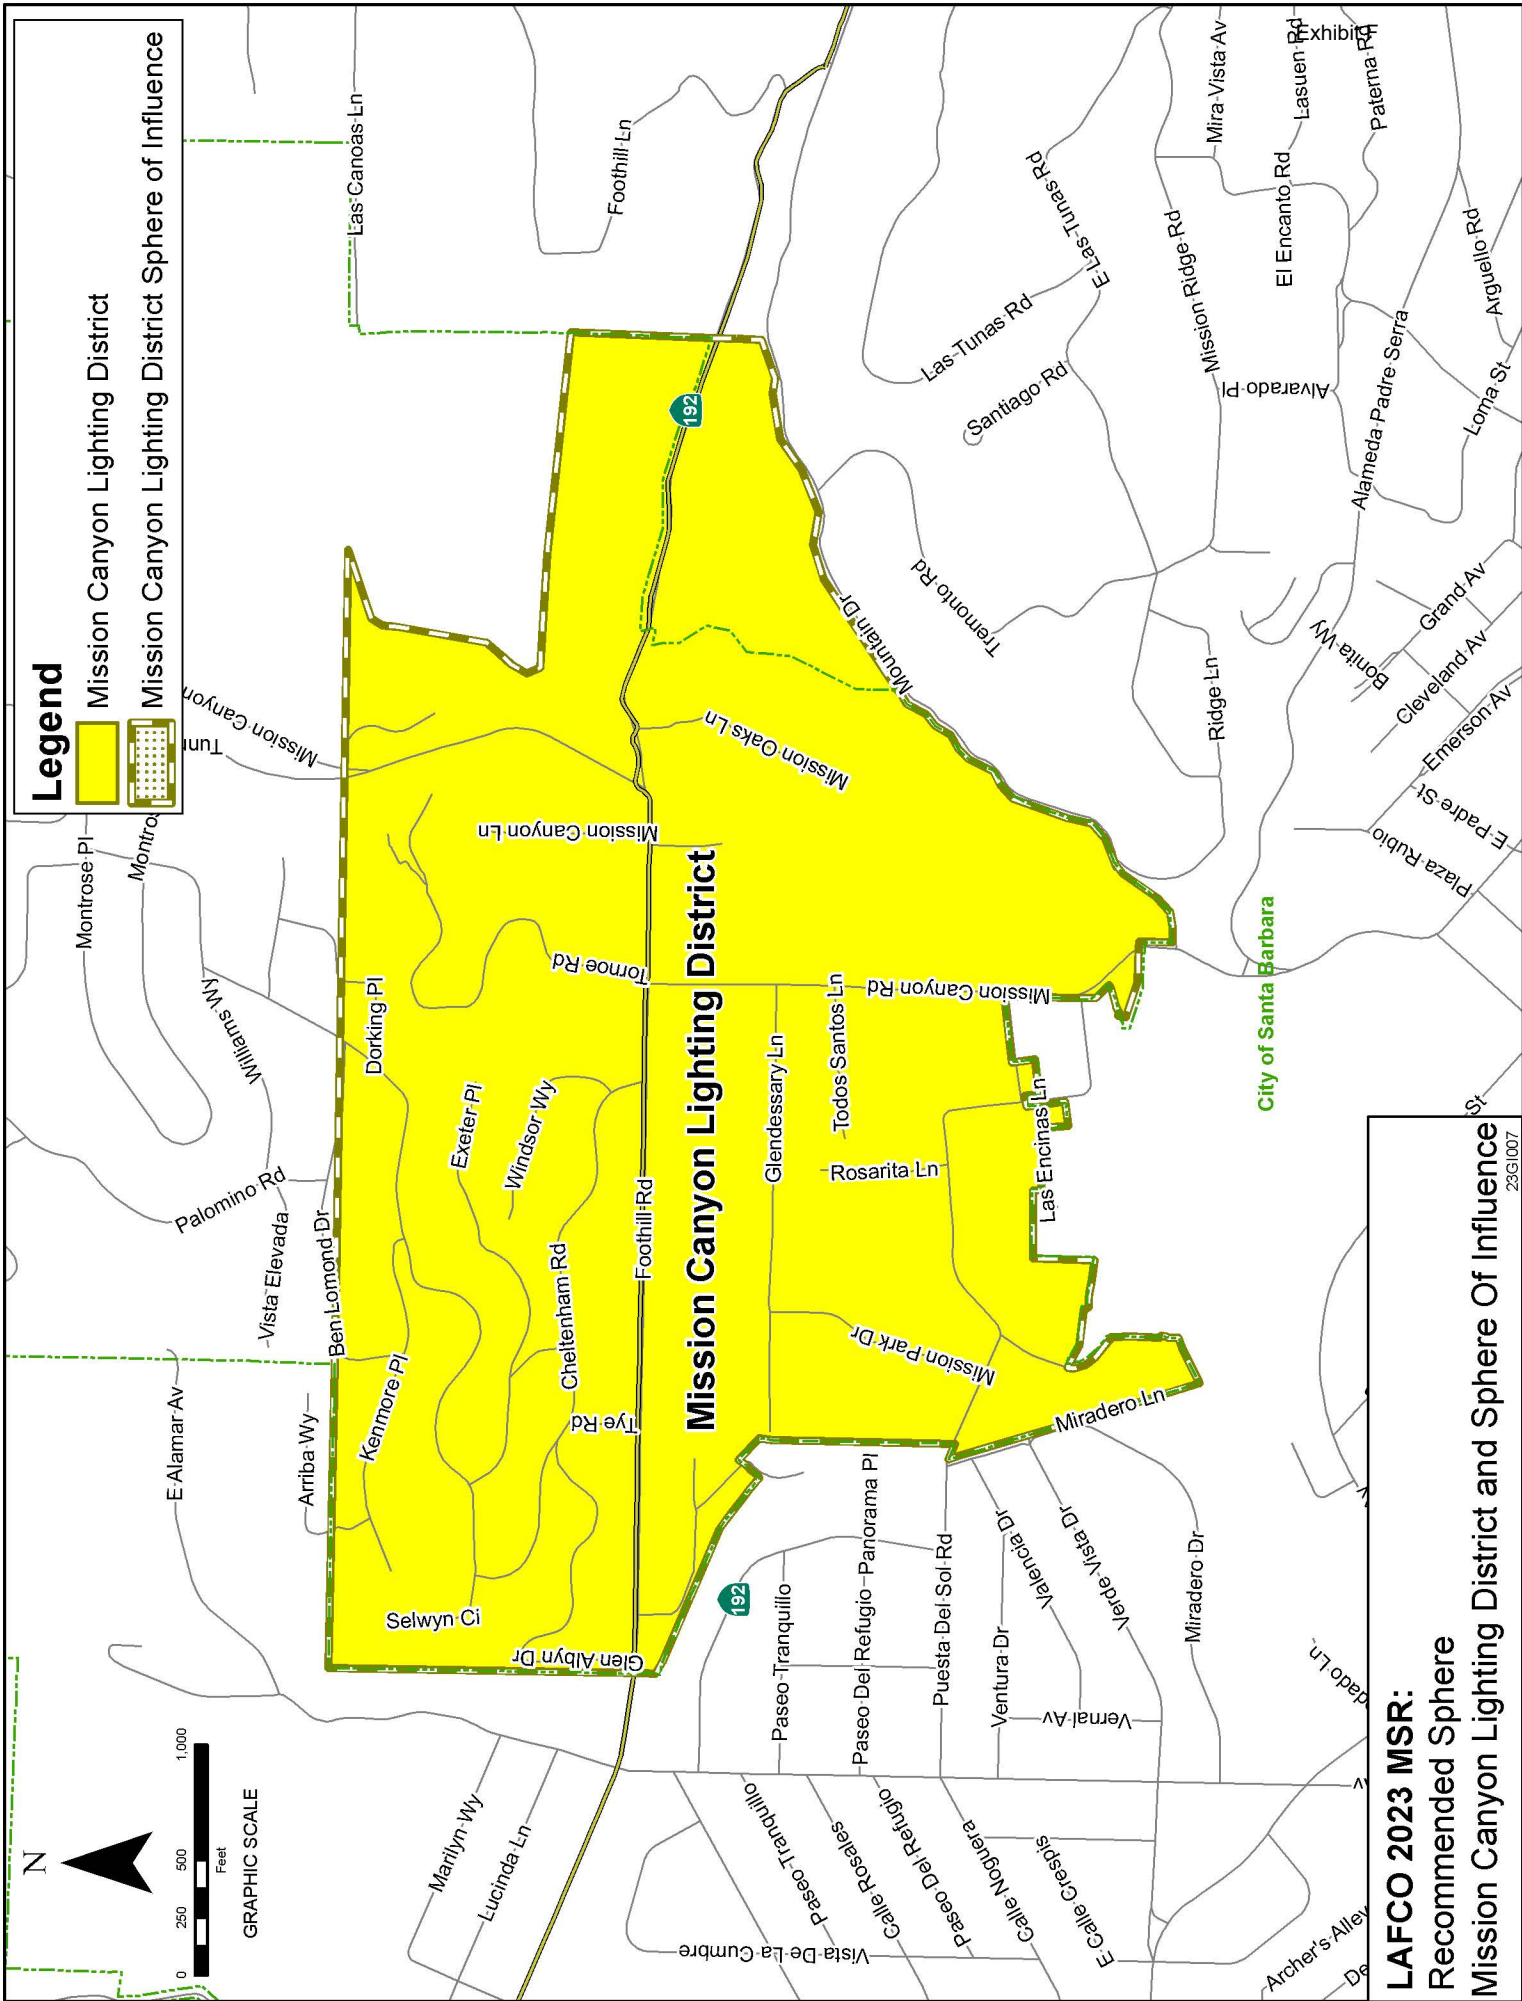 Legend
Mission Canyon Lighting District
Mission Canyon Lighting District Sphere of Influence
N
0 250 500 1,000
Feet
GRAPHIC SCALE
Marilyn Wy
Lucinda Ln
E Alamar Av
Arriba Wy
Vista Elevada
Palomino Rd
Williams Wy
Montrose Pl
Mission Canyon
Las Canoas Ln
Foothill Ln
Ben Lomond Dr
Kenmore Pl
Dorking Pl
Selwyn Ci
Exeter Pl
Windsor Wy
Cheltenham Rd
Tye Rd
Glen Albyn Dr
Tornoe Rd
Mission Canyon Ln
Foothill Rd
192
Mission Canyon Lighting District
Mission Oaks Ln
Mountain Dr
Glendessary Ln
Todos Santos Ln
Mission Canyon Rd
Rosarita Ln
Mission Park Dr
Las Encinas Ln
Miradero Ln
192
Paseo Tranquillo
Paseo Del Refugio
Panorama Pl
Puesta Del Sol Rd
Ventura Dr
Valencia Dr
Verde Vista Dr
Vernal Av
Miradero Dr
Vista De La Cumbre
Paseo Tranquillo
Calle Rosales
Paseo Del Refugio
Calle Noguera
E Calle Crespis
Archer's Alley
Las Tunas Rd
E Las Tunas Rd
Santiago Rd
Tremonto Rd
Mission Ridge Rd
Ridge Ln
Mira Vista Av
Lasuen Rd
Exhibit F
Paterna Rd
El Encanto Rd
Alvarado Pl
Alameda Padre Serra
Arguello Rd
Loma St
Grand Av
Bonita Wy
Cleveland Av
Emerson Av
E Padre St
Plaza Rubio
City of Santa Barbara
St
LAFCO 2023 MSR:
Recommended Sphere
Mission Canyon Lighting District and Sphere Of Influence
23GI007